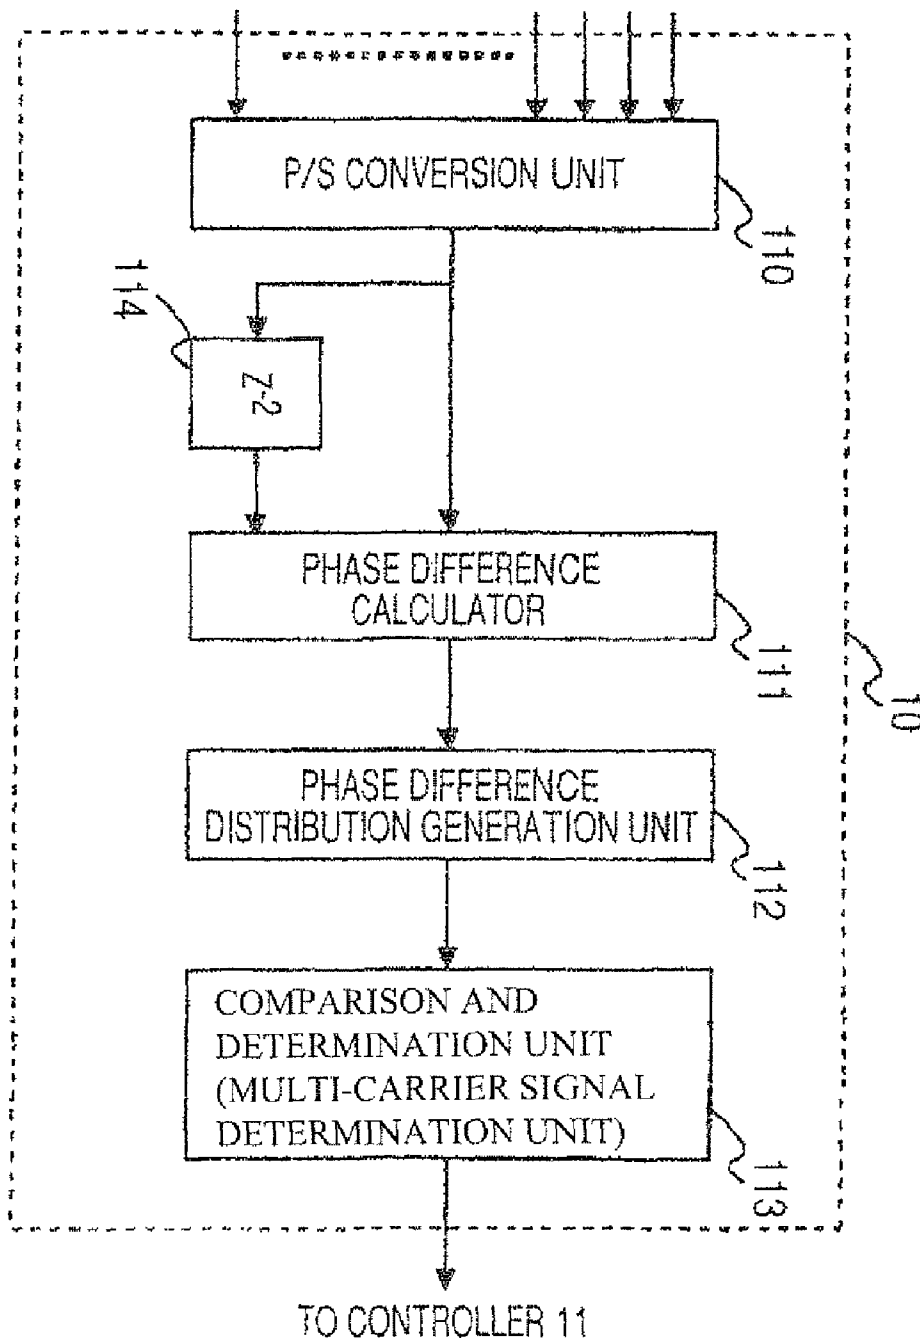 P/S CONVERSION UNIT
110
114
Z-2
PHASE DIFFERENCE
CALCULATOR
111
10
PHASE DIFFERENCE
DISTRIBUTION GENERATION UNIT
112
COMPARISON AND
DETERMINATION UNIT
(MULTI-CARRIER SIGNAL
DETERMINATION UNIT)
113
TO CONTROLLER 11